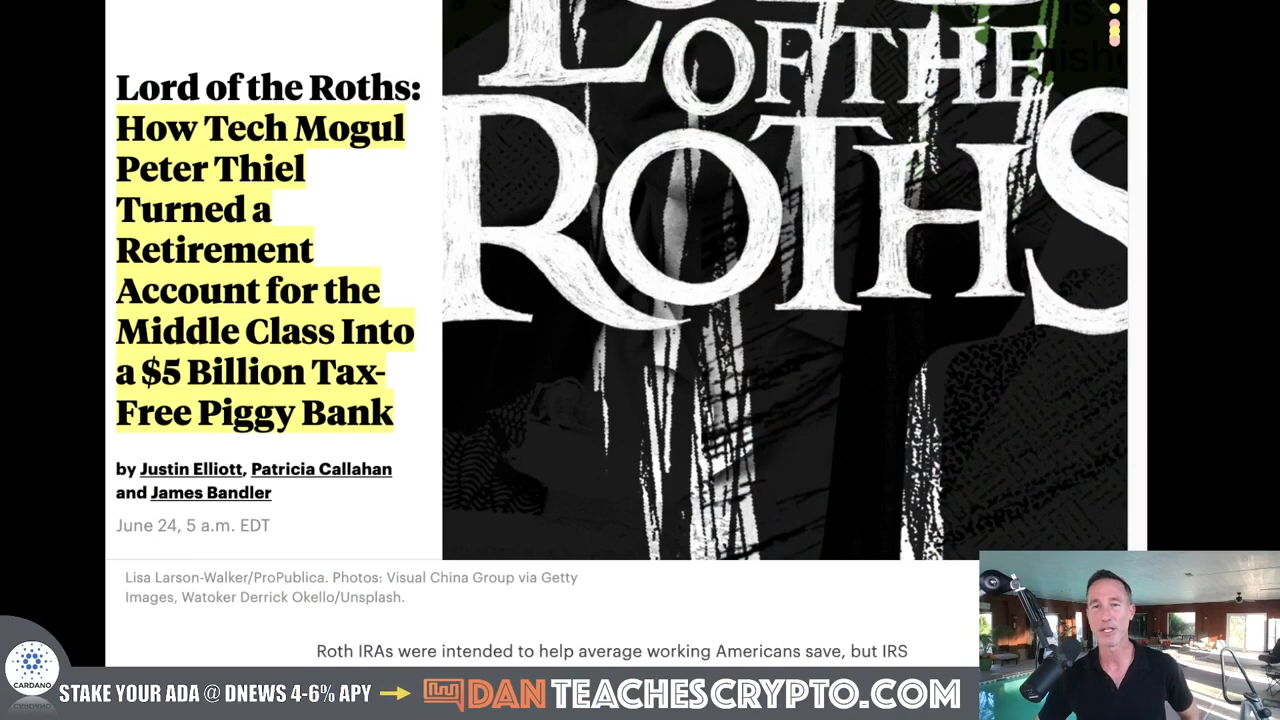 Lord of the Roths:
How Tech Mogul
Peter Thiel
Turned a
Retirement
Account for the
Middle Class Into
a $5 Billion Tax-
Free Piggy Bank
by Justin Elliott, Patricia Callahan
and James Bandler
June 24, 5 a.m. EDT
OF THE
ROTHS
Lisa Larson-Walker/ProPublica. Photos: Visual China Group via Getty
Images, Watoker Derrick Okello/Unsplash.
Roth IRAs were intended to help average working Americans save, but IRS
CARDANO
STAKE YOUR ADA @ DNEWS 4-6% APY
DANTEACHESCRYPTO.COM